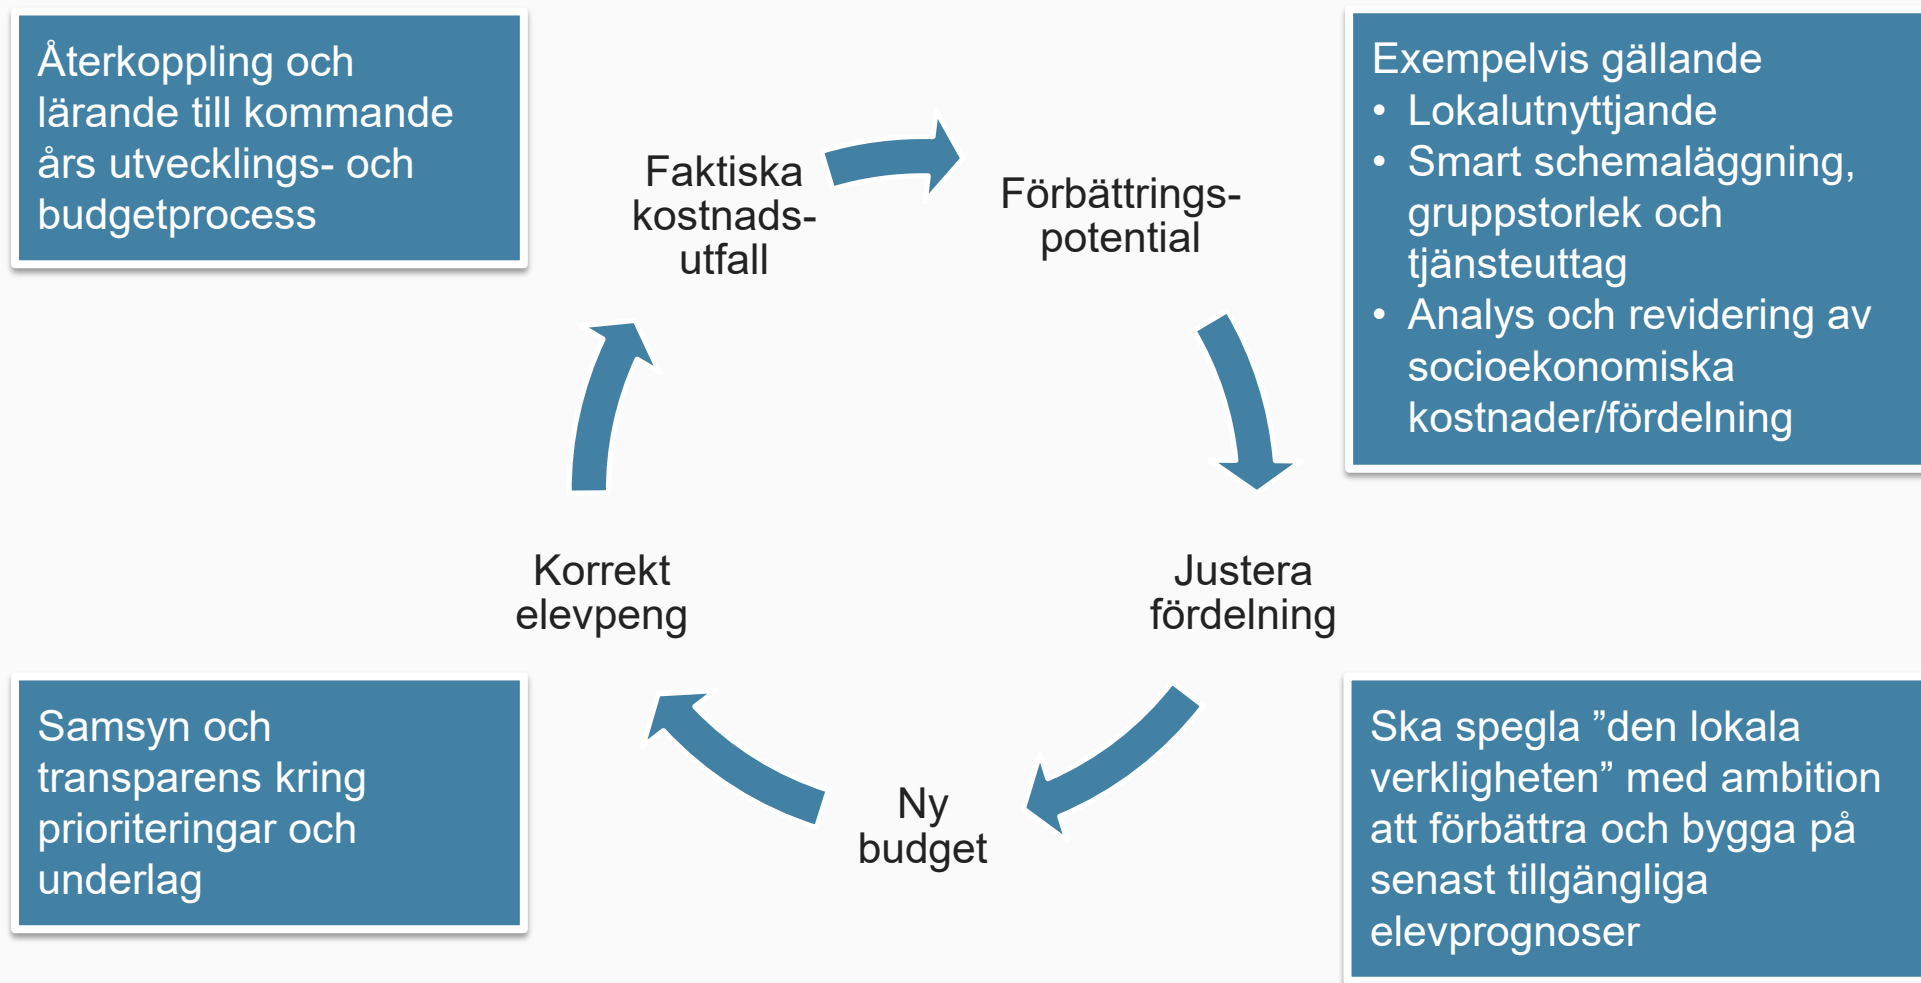 Återkoppling och
lärande till kommande
års utvecklings- och
budgetprocess
Faktiska
kostnads-
utfall
Förbättrings-
potential
Exempelvis gällande
• Lokalutnyttjande
• Smart schemaläggning,
gruppstorlek och
tjänsteuttag
• Analys och revidering av
socioekonomiska
kostnader/fördelning
Korrekt
elevpeng
Justera
fördelning
Samsyn och
transparens kring
prioriteringar och
underlag
Ny
budget
Ska spegla ”den lokala
verkligheten” med ambition
att förbättra och bygga på
senast tillgängliga
elevprognoser